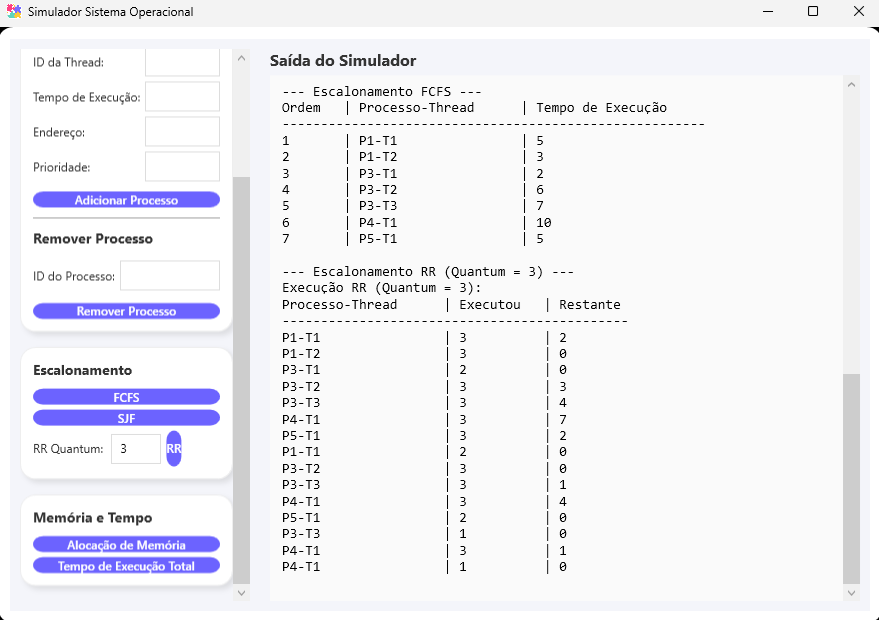 Simulador Sistema Operacional
ID da Thread:
Tempo de Execução:
Endereço:
Prioridade:
Adicionar Processo
Remover Processo
ID do Processo:
Remover Processo
Escalonamento
FCFS
SJF
RR Quantum: 3 RR
Memória e Tempo
Alocação de Memória
Tempo de Execução Total
Saída do Simulador
--- Escalonamento FCFS ---
Ordem | Processo-Thread | Tempo de Execução
-------------------------------------------------------
1 | P1-T1 | 5
2 | P1-T2 | 3
3 | P3-T1 | 2
4 | P3-T2 | 6
5 | P3-T3 | 7
6 | P4-T1 | 10
7 | P5-T1 | 5
--- Escalonamento RR (Quantum = 3) ---
Execução RR (Quantum = 3):
Processo-Thread | Executou | Restante
---------------------------------------------
P1-T1 | 3 | 2
P1-T2 | 3 | 0
P3-T1 | 2 | 0
P3-T2 | 3 | 3
P3-T3 | 3 | 4
P4-T1 | 3 | 7
P5-T1 | 3 | 2
P1-T1 | 2 | 0
P3-T2 | 3 | 0
P3-T3 | 3 | 1
P4-T1 | 3 | 4
P5-T1 | 2 | 0
P3-T3 | 1 | 0
P4-T1 | 3 | 1
P4-T1 | 1 | 0